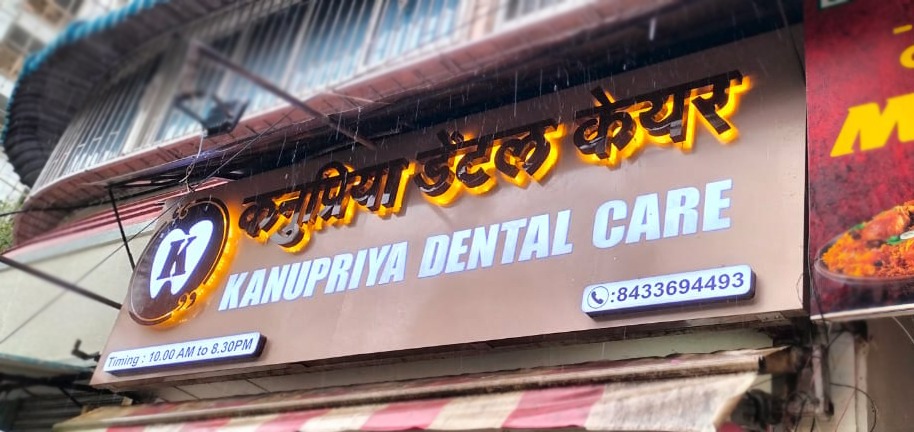 कनुप्रिया डेंटल केयर
K
KANUPRIYA DENTAL CARE
:8433694493
Timing : 10.00 AM to 8.30PM
M